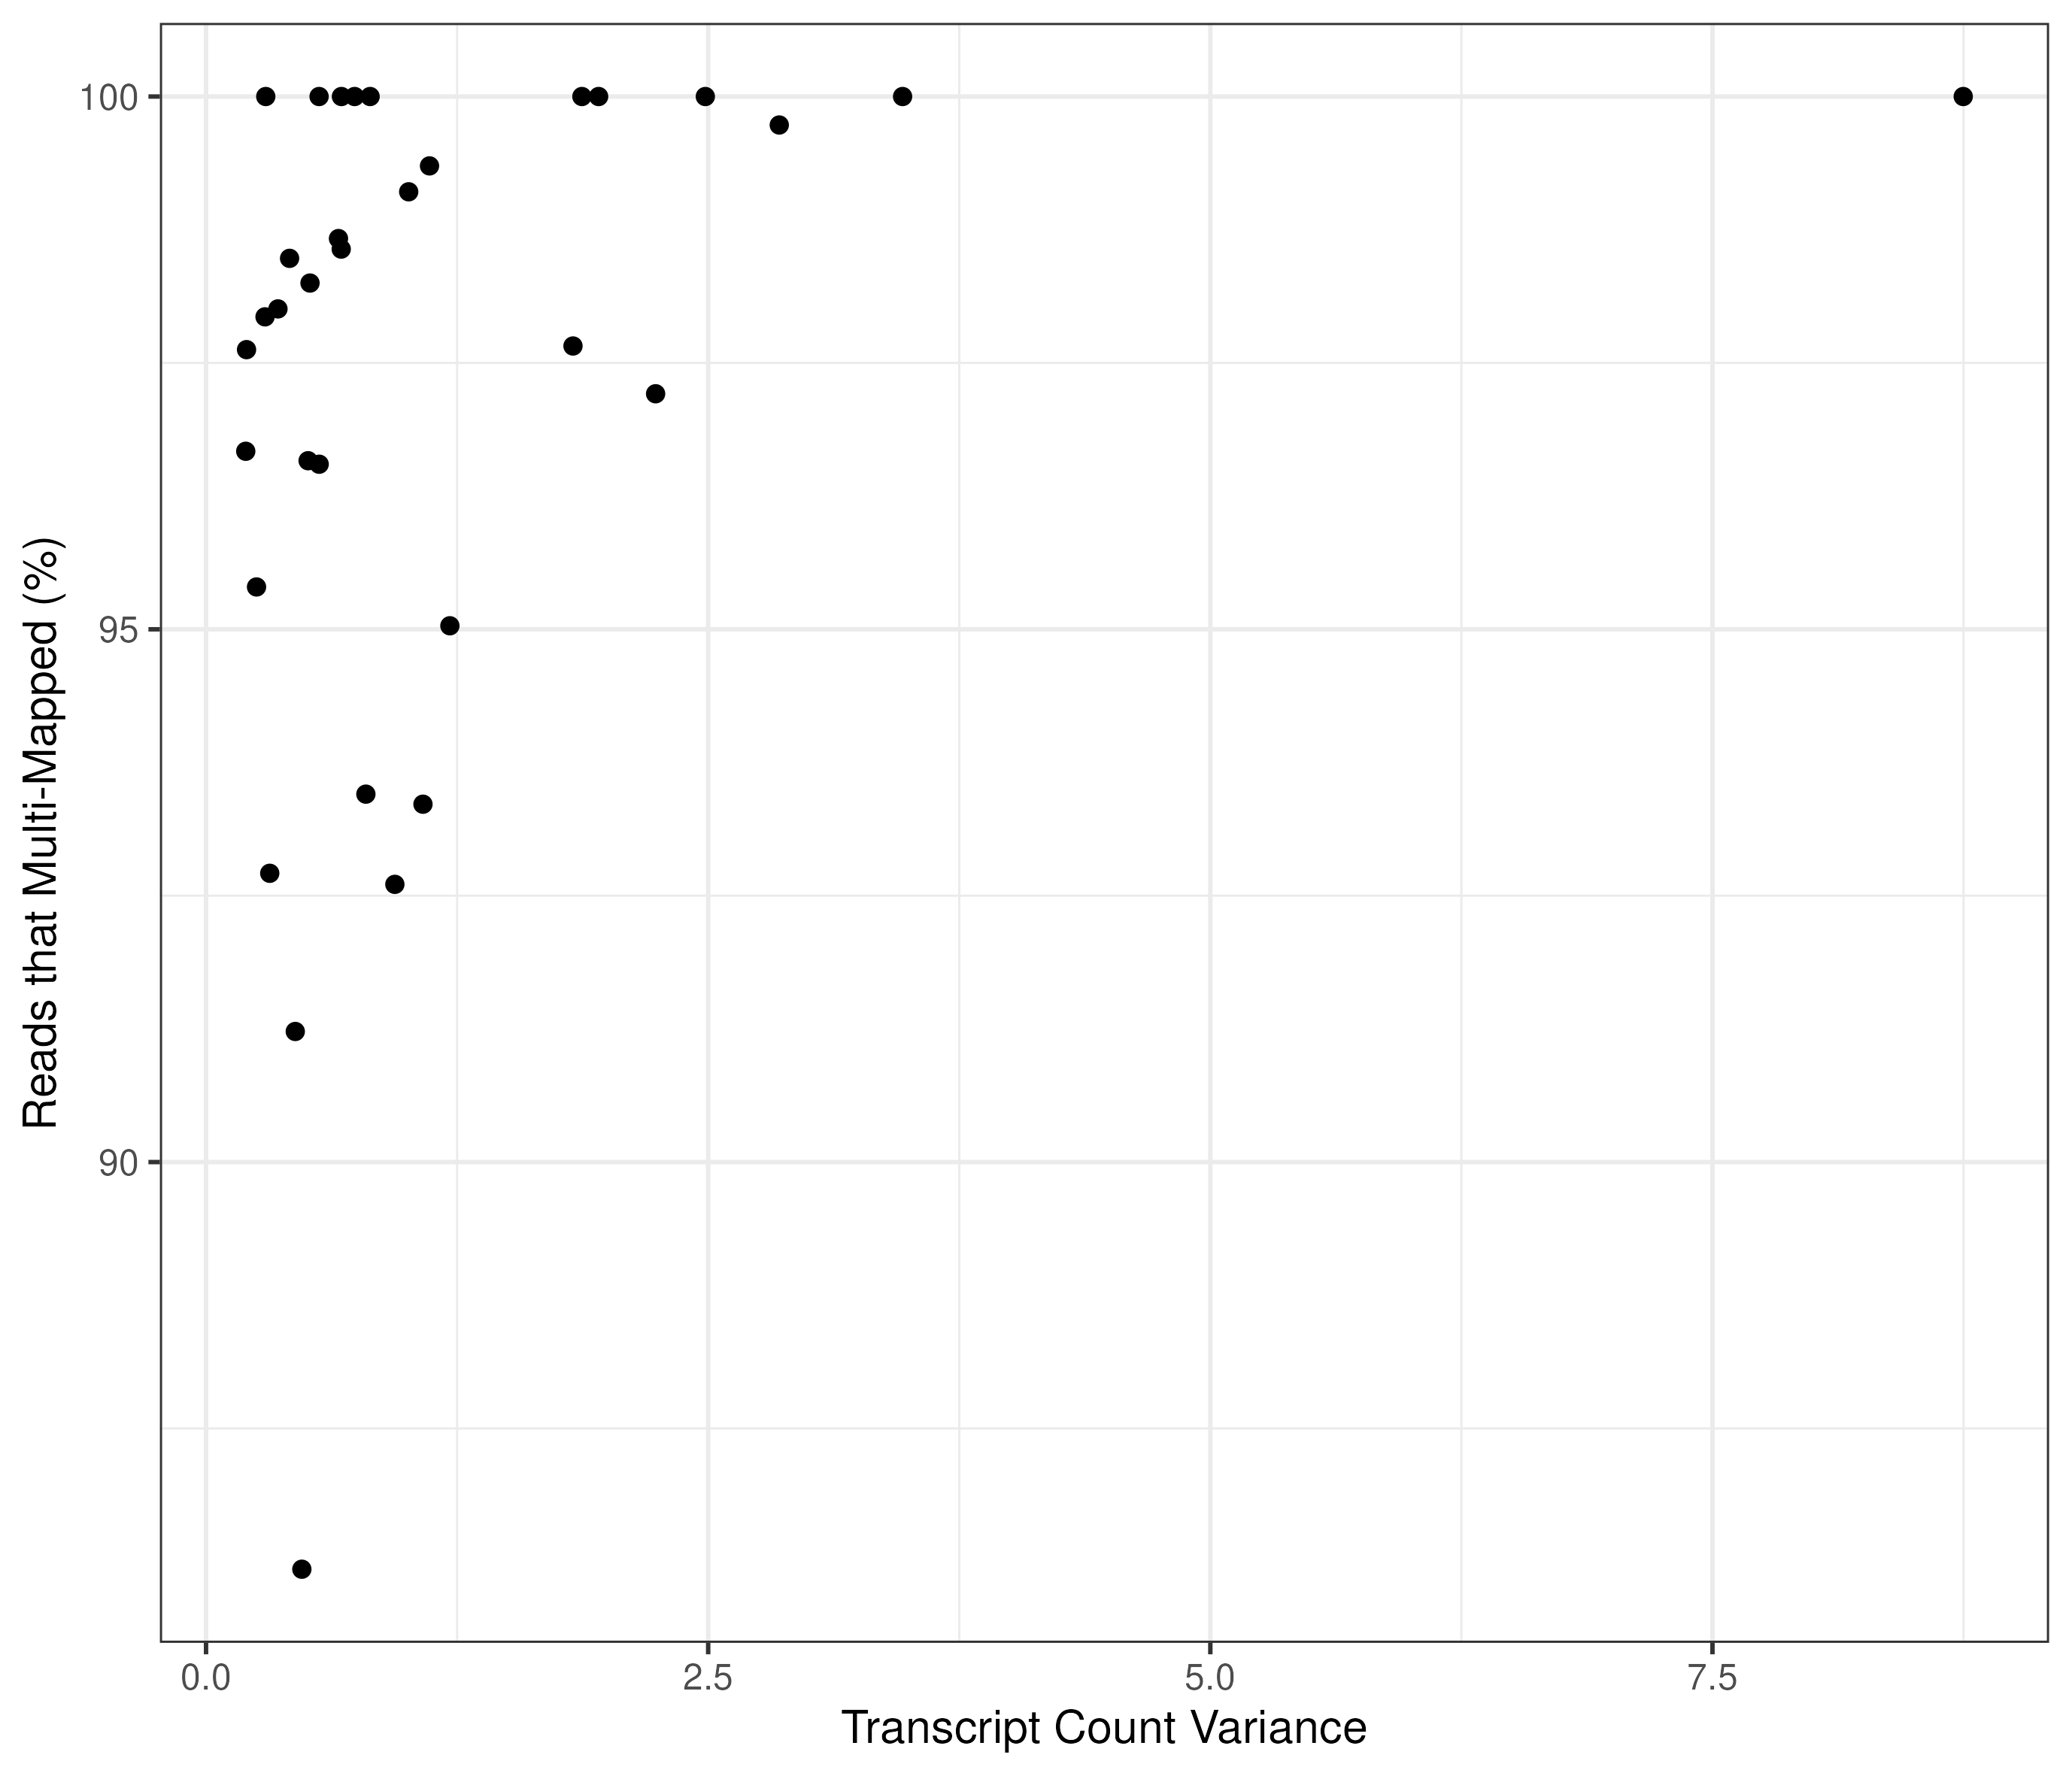 100
95
90
Reads that Multi-Mapped (%)
0.0 2.5 5.0 7.5
Transcript Count Variance